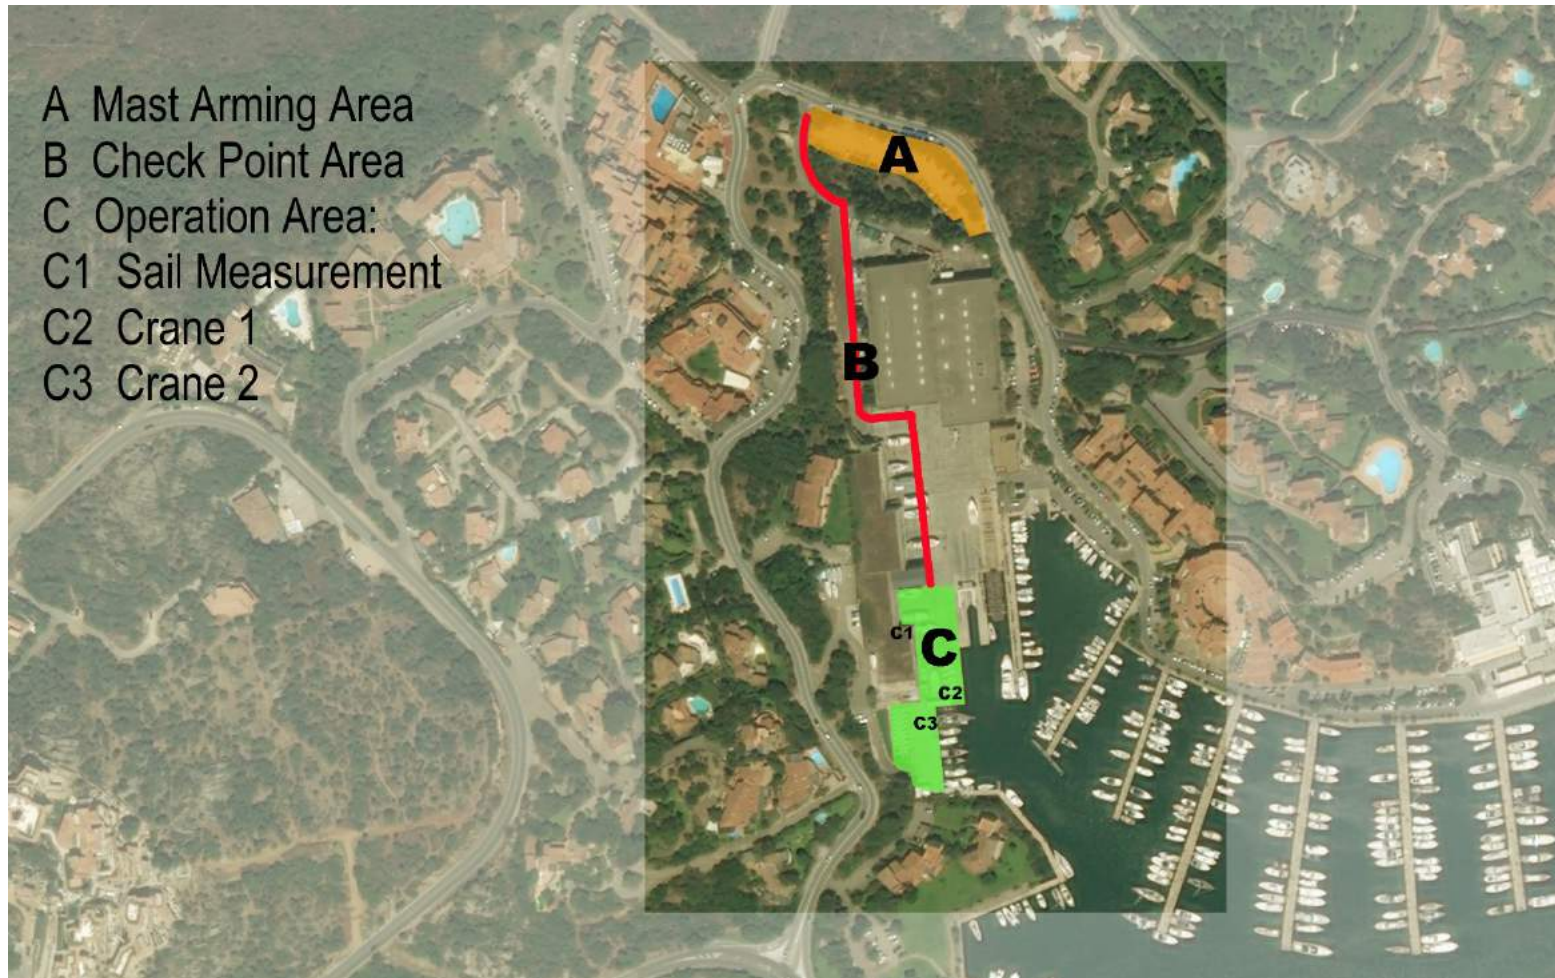 A Mast Arming Area
B Check Point Area
C Operation Area:
C1 Sail Measurement
C2 Crane 1
C3 Crane 2
A
B
C1
C
C2
C3